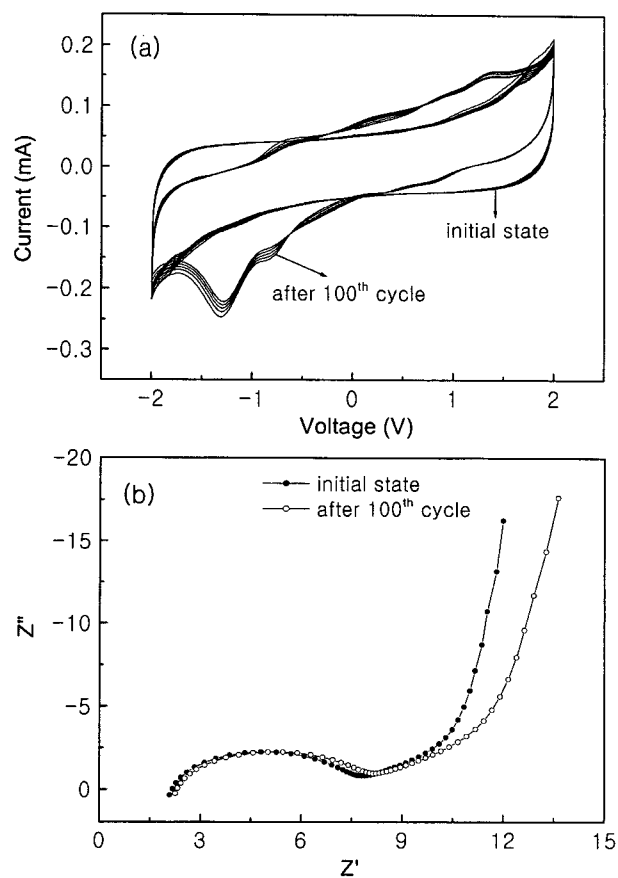 (a)
0.2
0.1
0.0
-0.1
-0.2
-0.3
Current (mA)
initial state
after 100th cycle
-2
-1
0
1
2
Voltage (V)
(b)
-20
-15
-10
-5
0
Z"
initial state
after 100th cycle
0
3
6
9
12
15
Z'